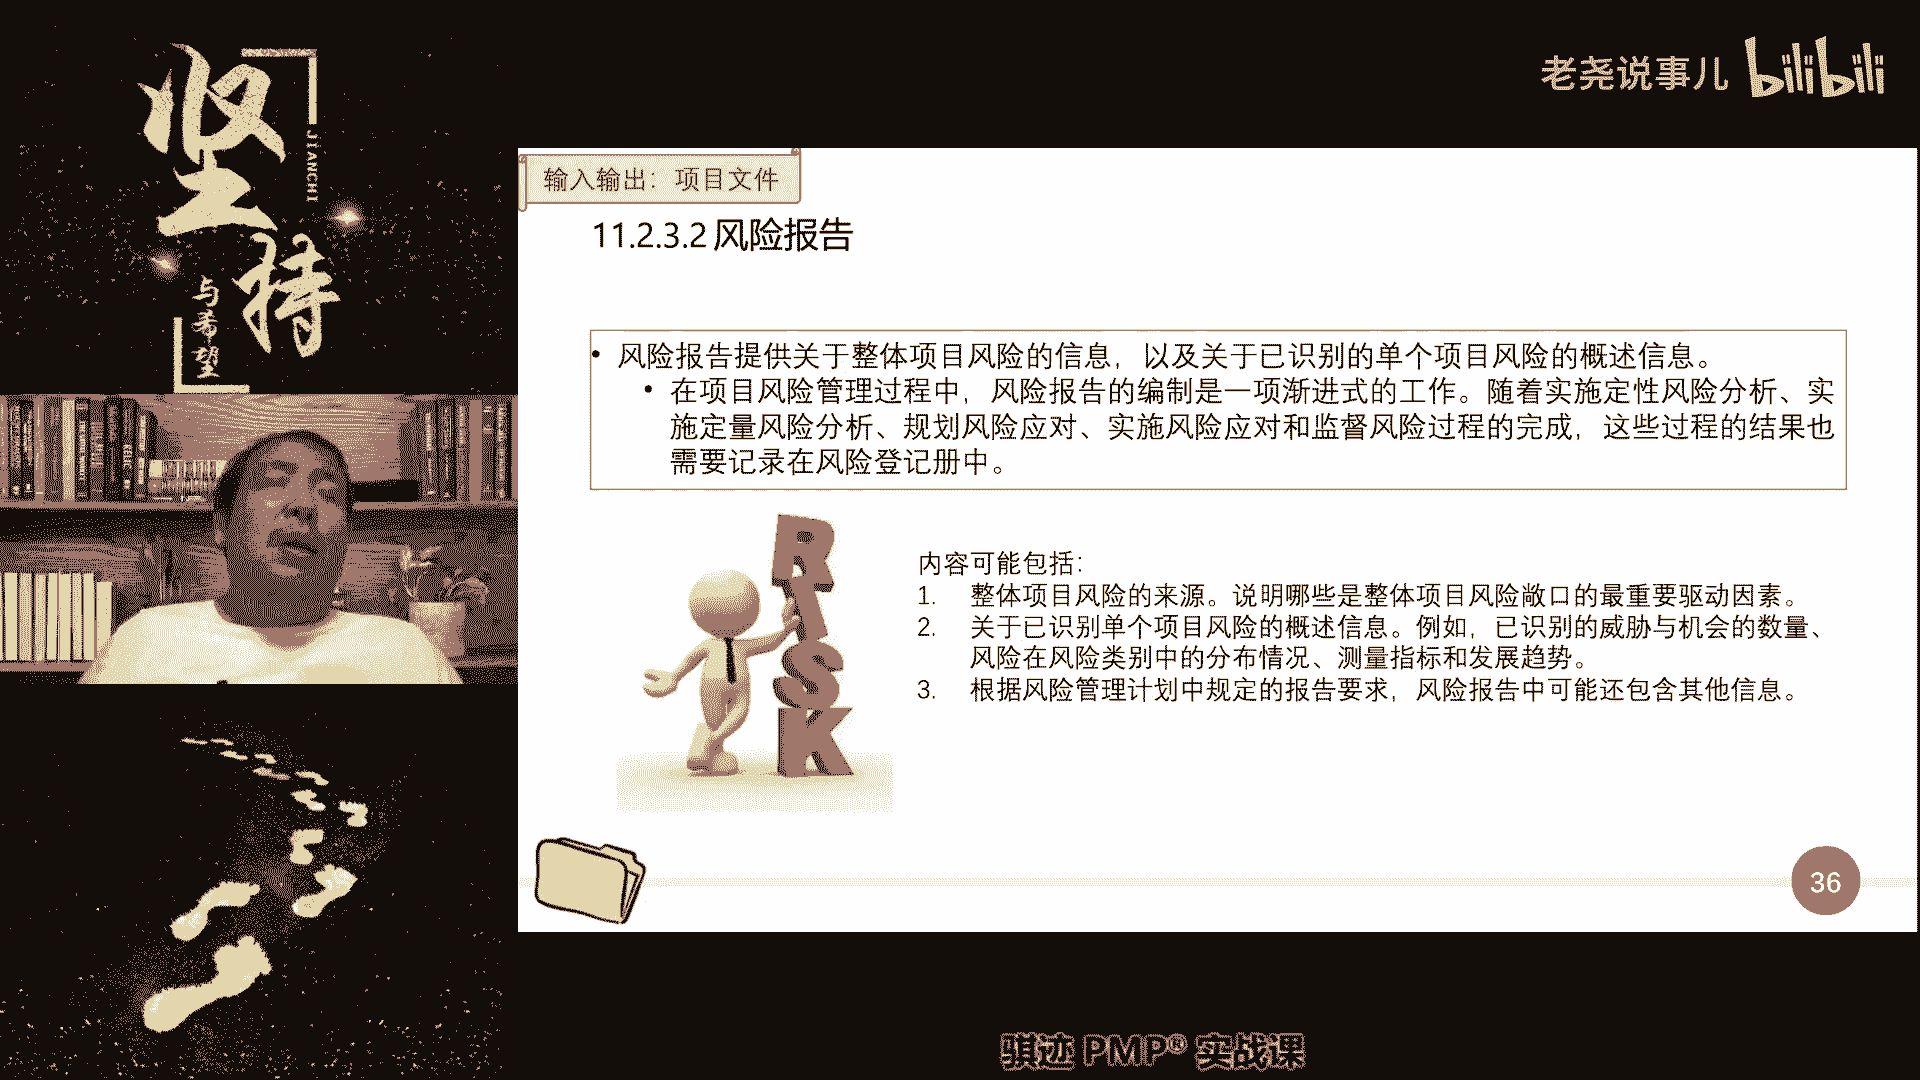 坚持
JIANCHI
与希望
老尧说事儿 bilibili
输入输出：项目文件
11.2.3.2 风险报告
• 风险报告提供关于整体项目风险的信息，以及关于已识别的单个项目风险的概述信息。
• 在项目风险管理过程中，风险报告的编制是一项渐进式的工作。随着实施定性风险分析、实
施定量风险分析、规划风险应对、实施风险应对和监督风险过程的完成，这些过程的结果也
需要记录在风险登记册中。
RISK
内容可能包括：
1. 整体项目风险的来源。说明哪些是整体项目风险敞口的最重要驱动因素。
2. 关于已识别单个项目风险的概述信息。例如，已识别的威胁与机会的数量、
风险在风险类别中的分布情况、测量指标和发展趋势。
3. 根据风险管理计划中规定的报告要求，风险报告中可能还包含其他信息。
36
骐迹 PMP® 实战课